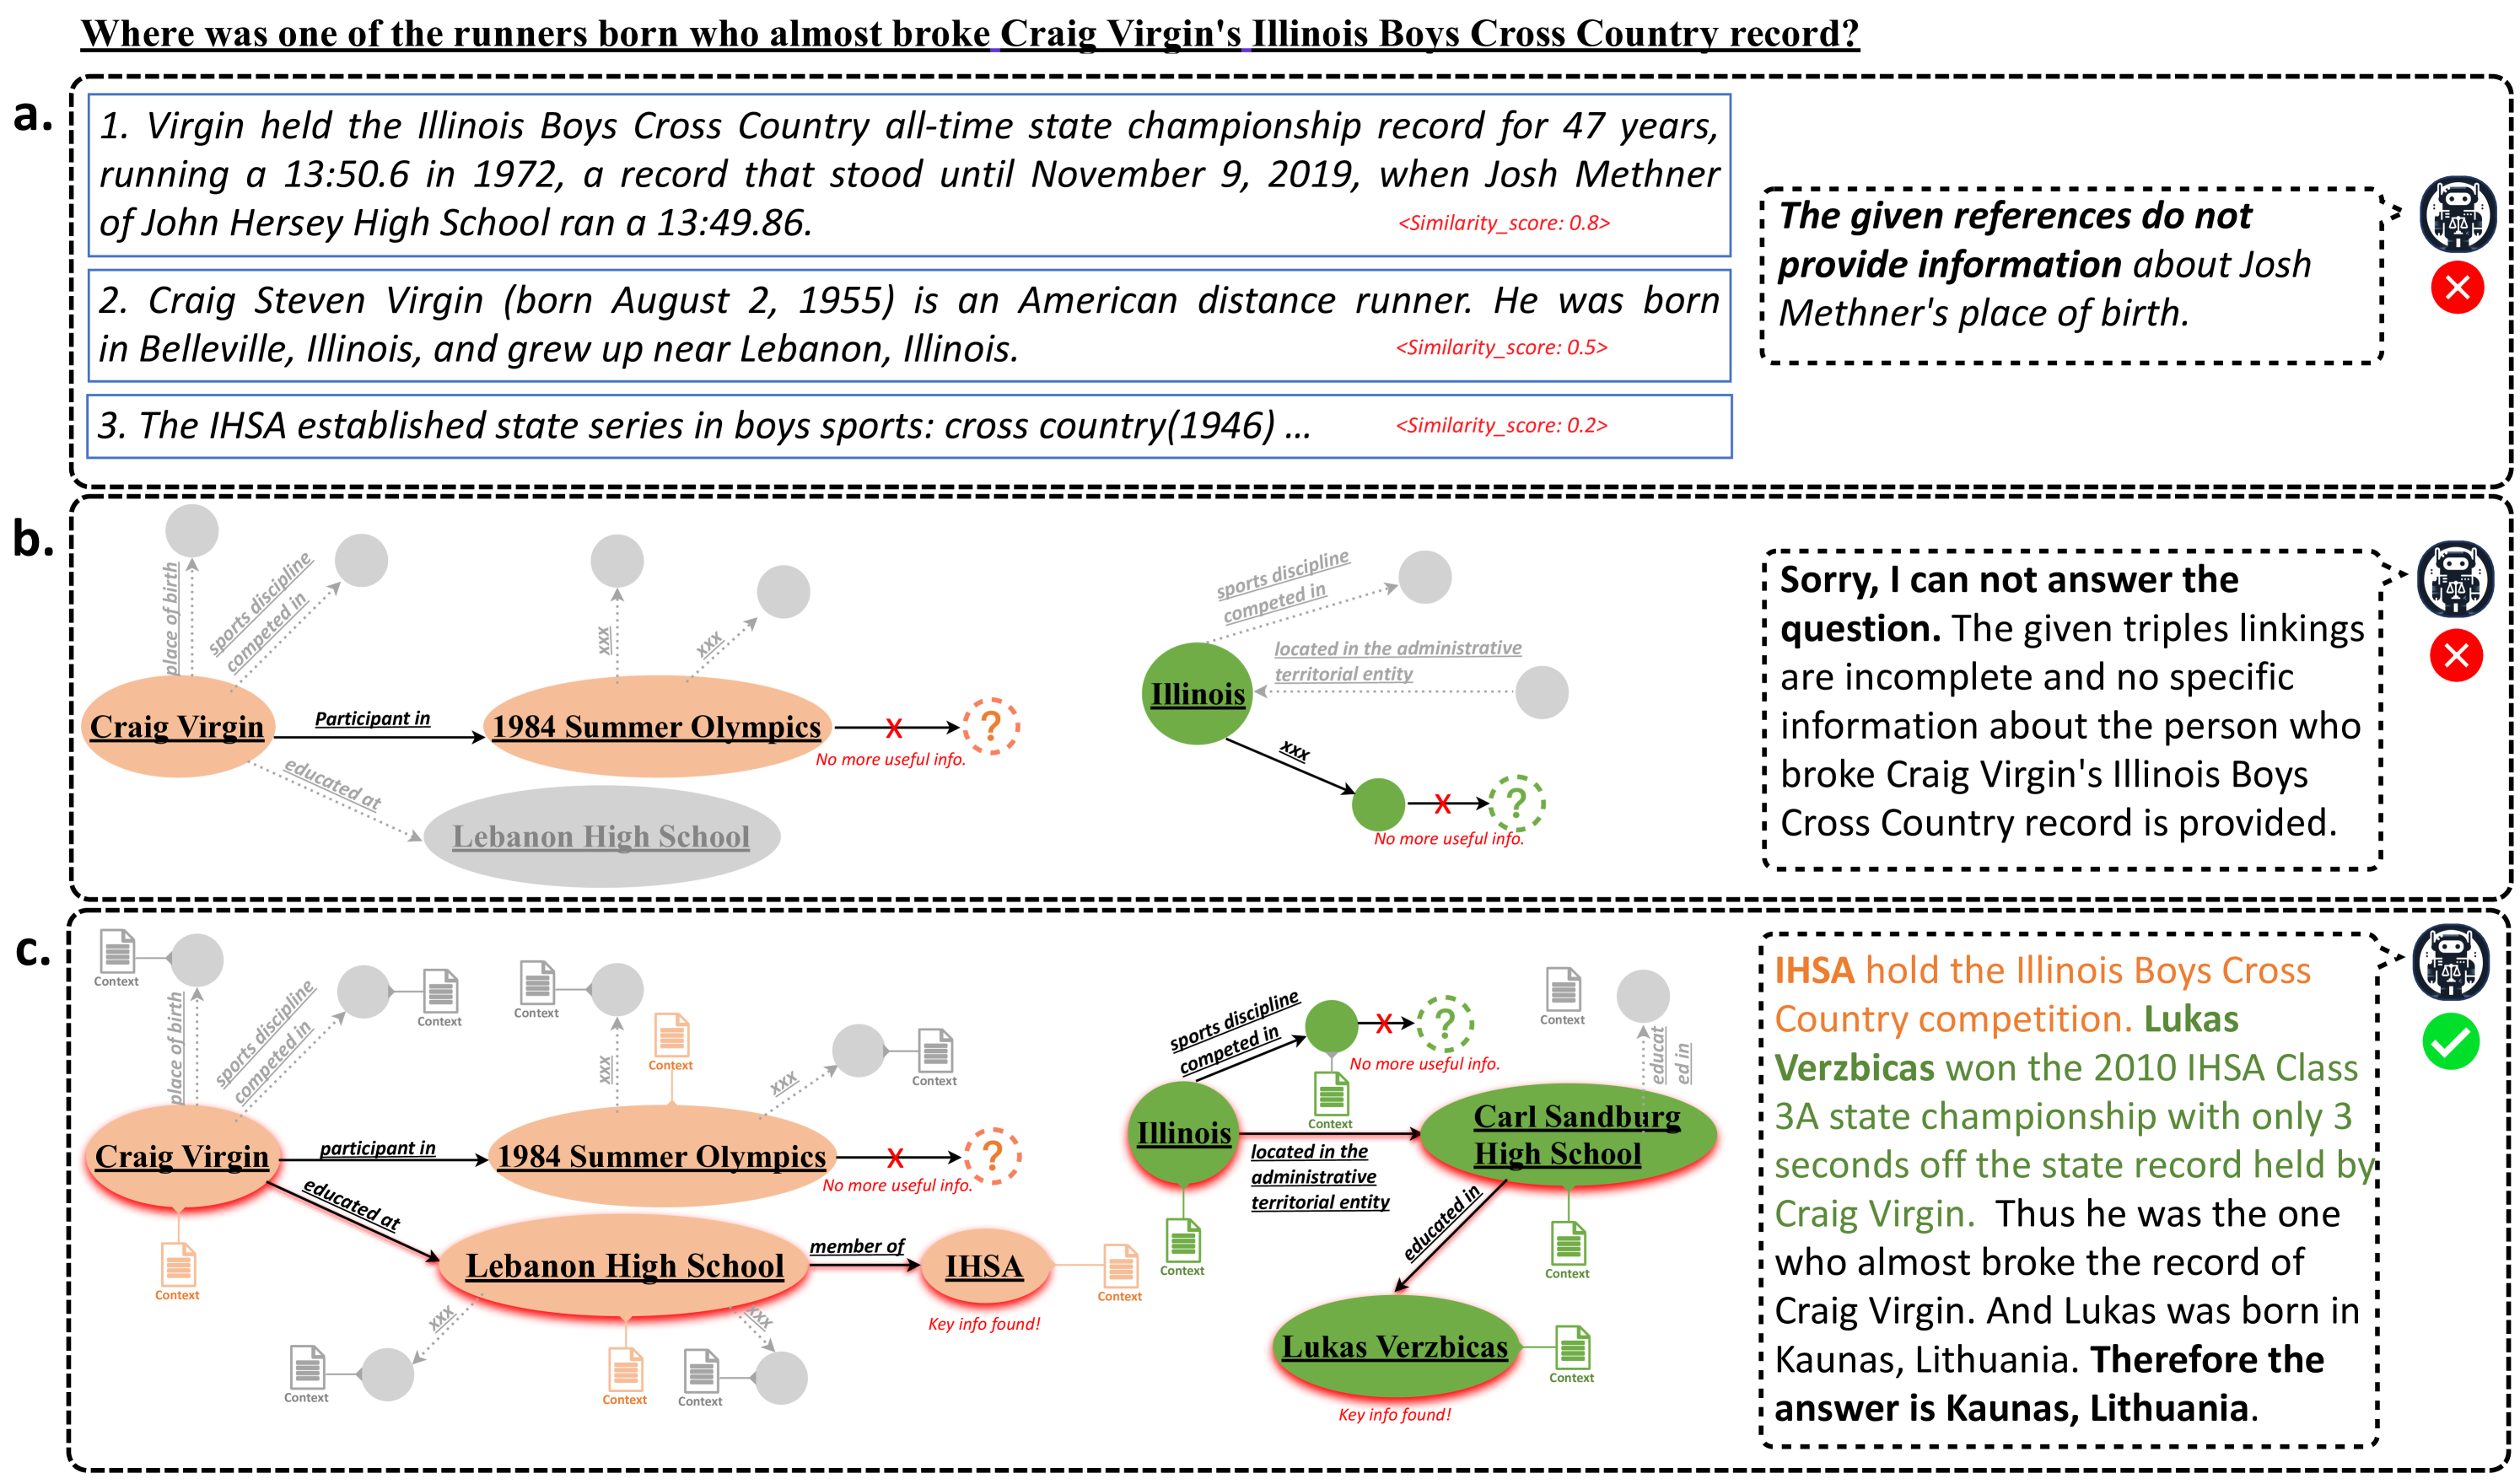 Where was one of the runners born who almost broke Craig Virgin's Illinois Boys Cross Country record?
a.
1. Virgin held the Illinois Boys Cross Country all-time state championship record for 47 years,
running a 13:50.6 in 1972, a record that stood until November 9, 2019, when Josh Methner
of John Hersey High School ran a 13:49.86.
<Similarity_score: 0.8>
2. Craig Steven Virgin (born August 2, 1955) is an American distance runner. He was born
in Belleville, Illinois, and grew up near Lebanon, Illinois.
<Similarity_score: 0.5>
3. The IHSA established state series in boys sports: cross country(1946) ...
<Similarity_score: 0.2>
The given references do not
provide information about Josh
Methner's place of birth.
b.
place of birth
sports discipline
competed in
xxx
xxx
Craig Virgin
Participant in
1984 Summer Olympics
X
?
No more useful info.
educated at
Lebanon High School
sports discipline
competed in
located in the administrative
territorial entity
Illinois
xxx
X
?
No more useful info.
Sorry, I can not answer the
question. The given triples linkings
are incomplete and no specific
information about the person who
broke Craig Virgin's Illinois Boys
Cross Country record is provided.
c.
Context
place of birth
sports discipline
competed in
Context
Context
xxx
Context
xxx
Context
Craig Virgin
participant in
1984 Summer Olympics
X
?
No more useful info.
Context
educated at
Lebanon High School
member of
IHSA
Context
Key info found!
xxx
Context
Context
xxx
Context
sports discipline
competed in
X
?
No more useful info.
Context
Context
educat
ed in
Illinois
located in the
administrative
territorial entity
Carl Sandburg
High School
Context
Context
educated in
Lukas Verzbicas
Context
Key info found!
IHSA hold the Illinois Boys Cross
Country competition. Lukas
Verzbicas won the 2010 IHSA Class
3A state championship with only 3
seconds off the state record held by
Craig Virgin. Thus he was the one
who almost broke the record of
Craig Virgin. And Lukas was born in
Kaunas, Lithuania. Therefore the
answer is Kaunas, Lithuania.